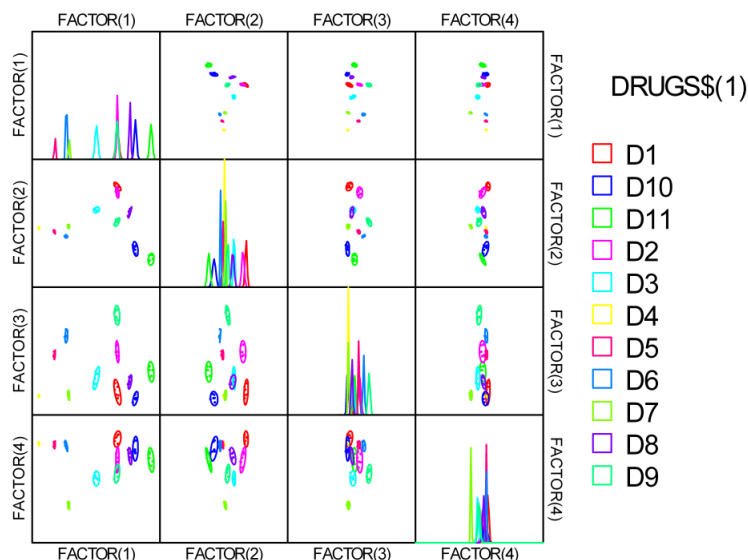 FACTOR(1) FACTOR(2) FACTOR(3) FACTOR(4)
FACTOR(1) FACTOR(1)
FACTOR(2) FACTOR(2)
FACTOR(3) FACTOR(3)
FACTOR(4) FACTOR(4)
FACTOR(1) FACTOR(2) FACTOR(3) FACTOR(4)
DRUGS$(1)
D1
D10
D11
D2
D3
D4
D5
D6
D7
D8
D9